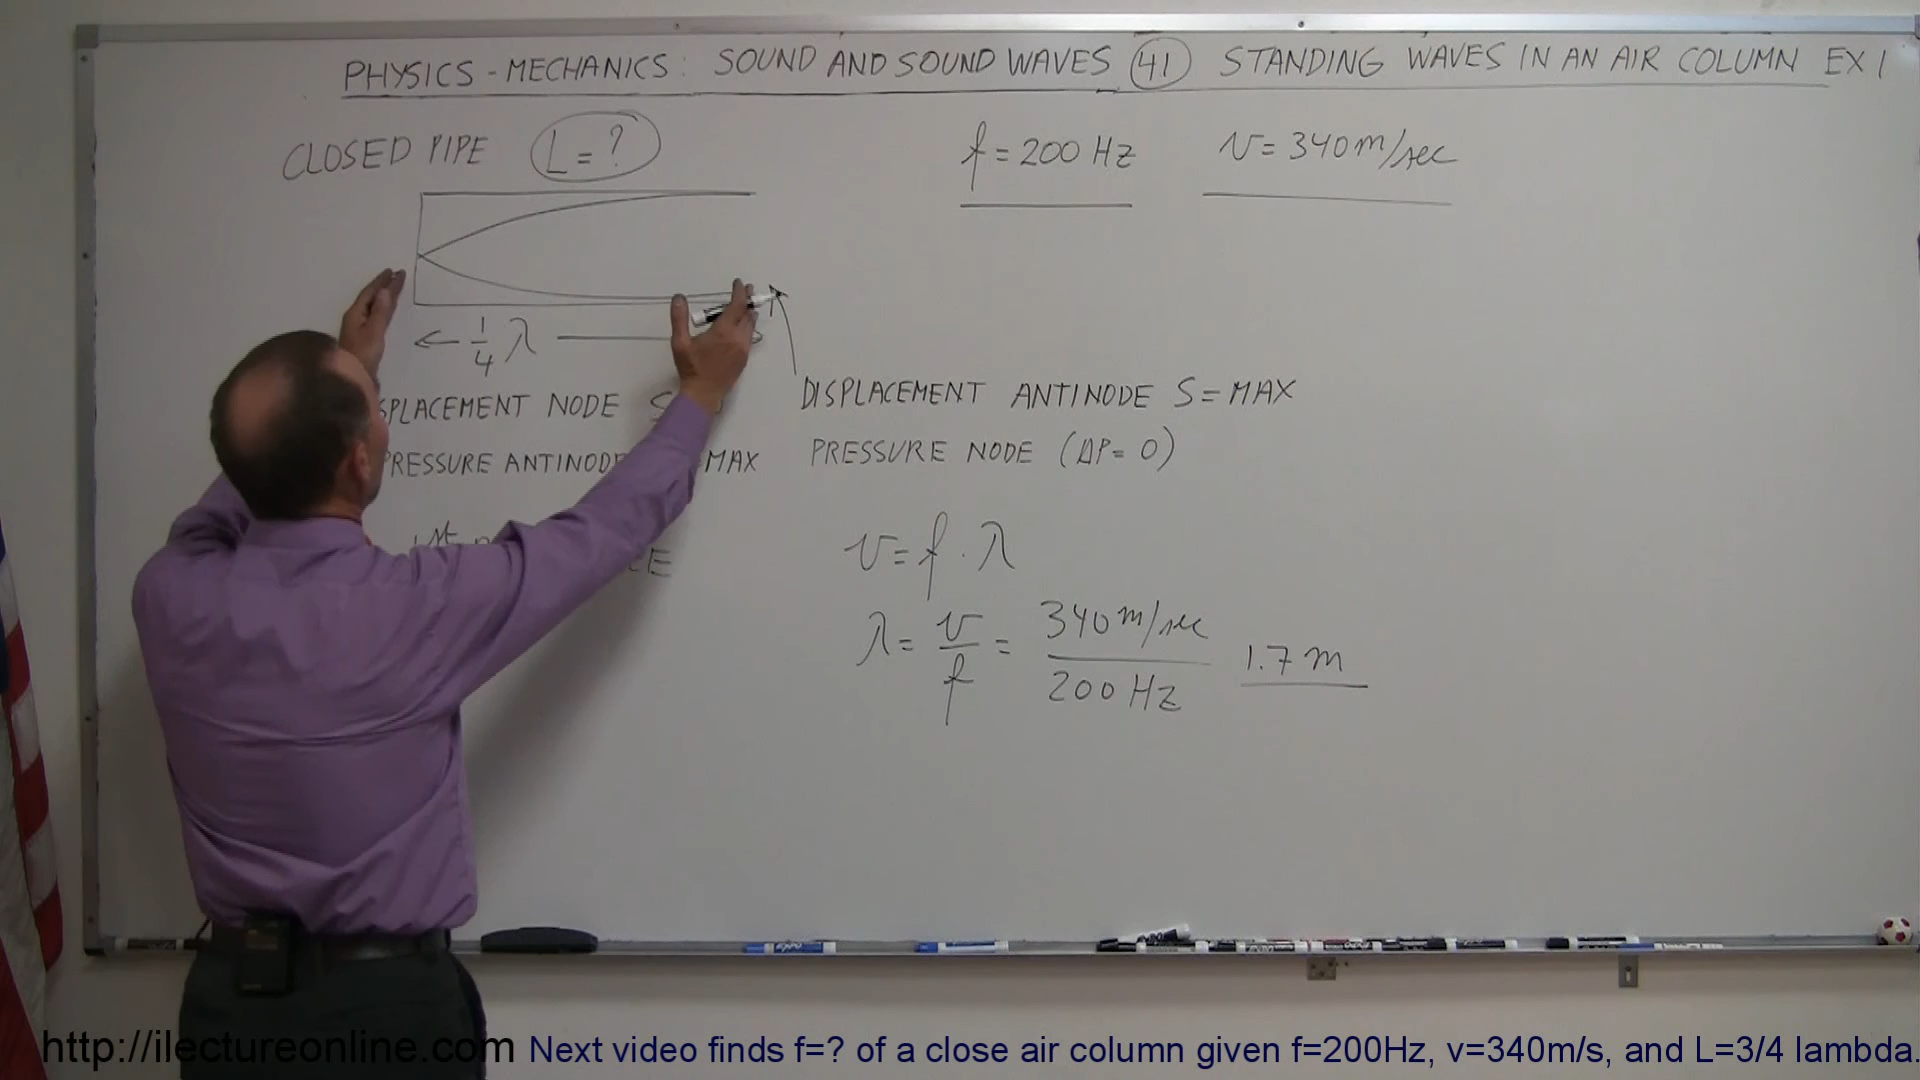 PHYSICS - MECHANICS: SOUND AND SOUND WAVES 41 STANDING WAVES IN AN AIR COLUMN EX 1
CLOSED PIPE L = ? f = 200 Hz v = 340 m/sec
← 1/4 λ
SPLACEMENT NODE S DISPLACEMENT ANTINODE S = MAX
PRESSURE ANTINODE MAX PRESSURE NODE (ΔP = 0)
1st
v = f · λ
λ = v/f = 340 m/sec / 200 Hz 1.7 m
http://ilectureonline.com Next video finds f=? of a close air column given f=200Hz, v=340m/s, and L=3/4 lambda.